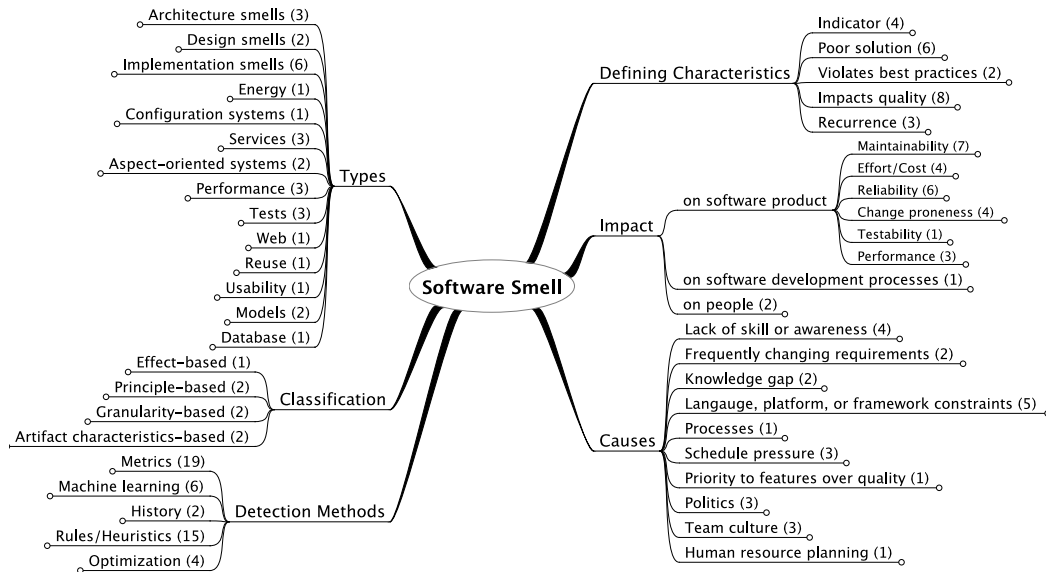 Software Smell
Types
Architecture smells (3)
Design smells (2)
Implementation smells (6)
Energy (1)
Configuration systems (1)
Services (3)
Aspect-oriented systems (2)
Performance (3)
Tests (3)
Web (1)
Reuse (1)
Usability (1)
Models (2)
Database (1)
Classification
Effect-based (1)
Principle-based (2)
Granularity-based (2)
Artifact characteristics-based (2)
Detection Methods
Metrics (19)
Machine learning (6)
History (2)
Rules/Heuristics (15)
Optimization (4)
Defining Characteristics
Indicator (4)
Poor solution (6)
Violates best practices (2)
Impacts quality (8)
Recurrence (3)
Impact
on software product
Maintainability (7)
Effort/Cost (4)
Reliability (6)
Change proneness (4)
Testability (1)
Performance (3)
on software development processes (1)
on people (2)
Causes
Lack of skill or awareness (4)
Frequently changing requirements (2)
Knowledge gap (2)
Langauge, platform, or framework constraints (5)
Processes (1)
Schedule pressure (3)
Priority to features over quality (1)
Politics (3)
Team culture (3)
Human resource planning (1)